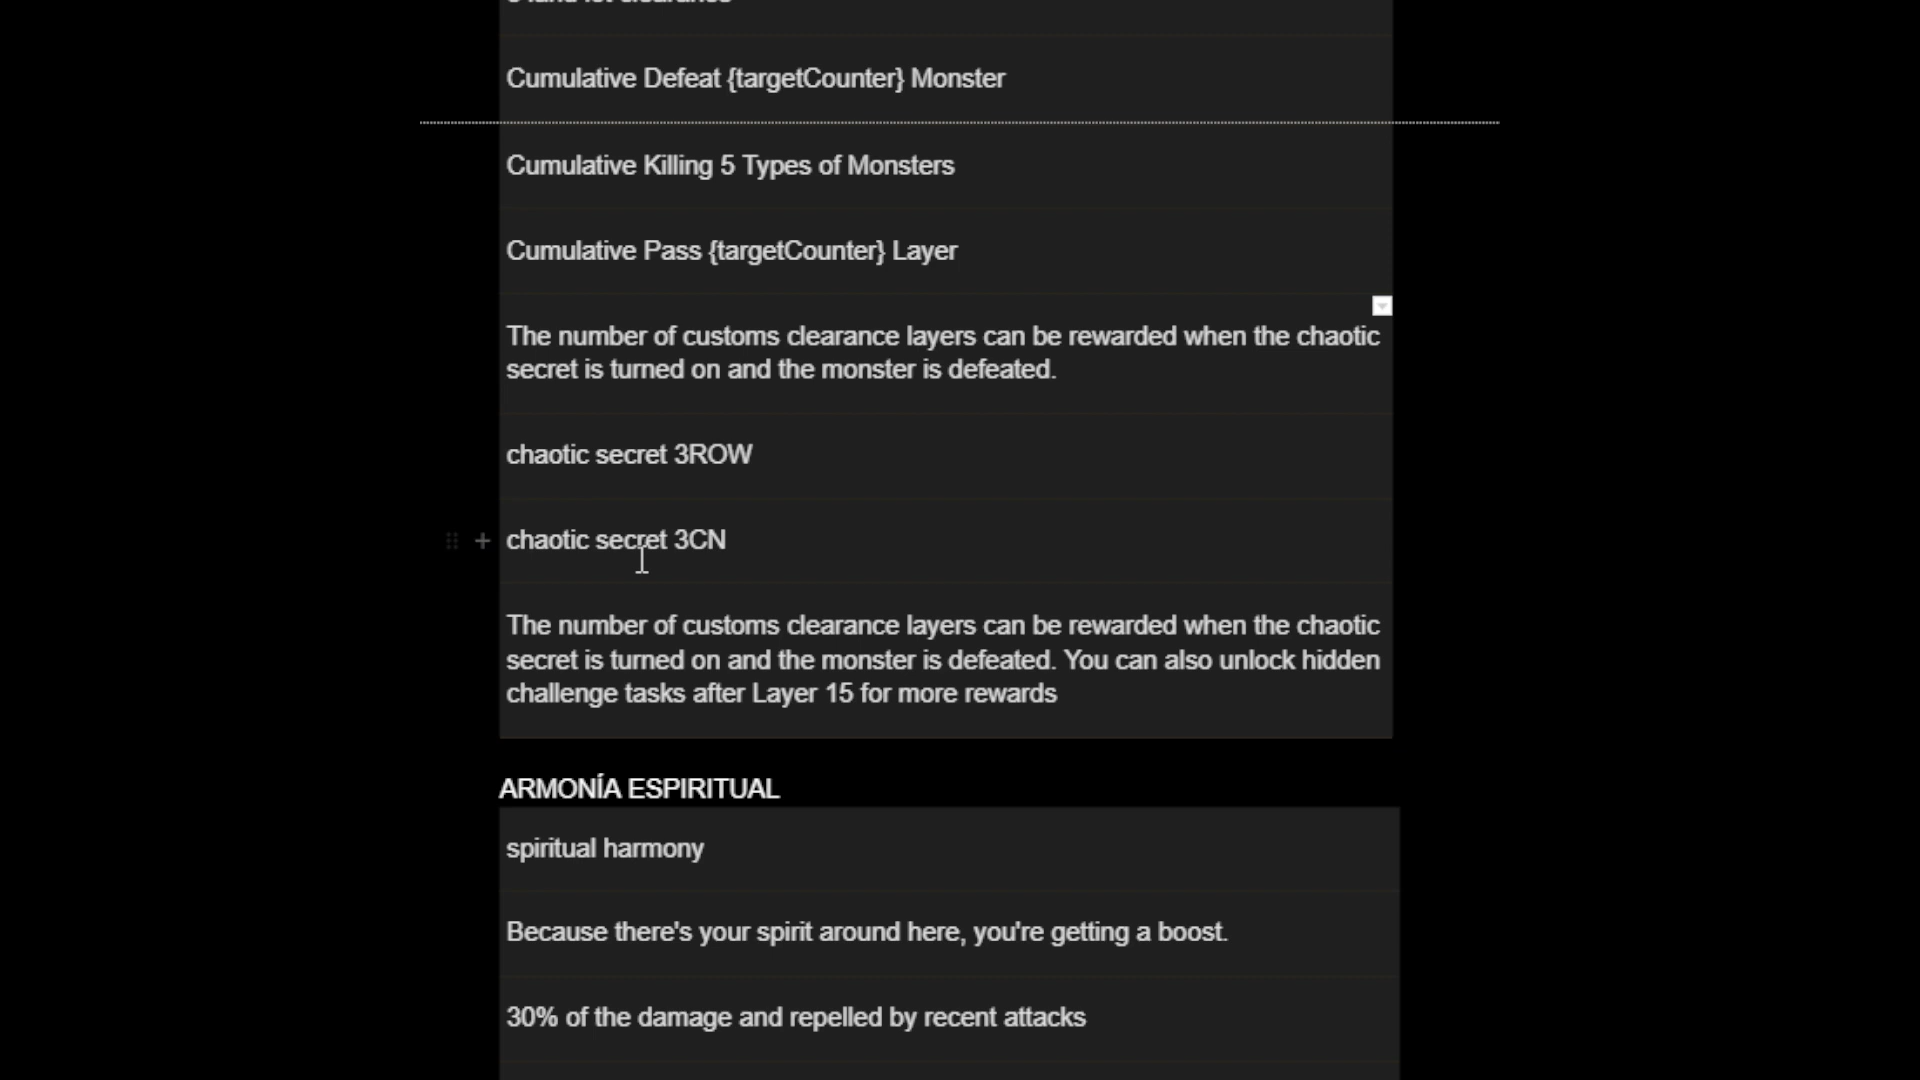 Cumulative Defeat {targetCounter} Monster
Cumulative Killing 5 Types of Monsters
Cumulative Pass {targetCounter} Layer
The number of customs clearance layers can be rewarded when the chaotic
secret is turned on and the monster is defeated.
chaotic secret 3ROW
chaotic secret 3CN
The number of customs clearance layers can be rewarded when the chaotic
secret is turned on and the monster is defeated. You can also unlock hidden
challenge tasks after Layer 15 for more rewards
ARMONÍA ESPIRITUAL
spiritual harmony
Because there's your spirit around here, you're getting a boost.
30% of the damage and repelled by recent attacks